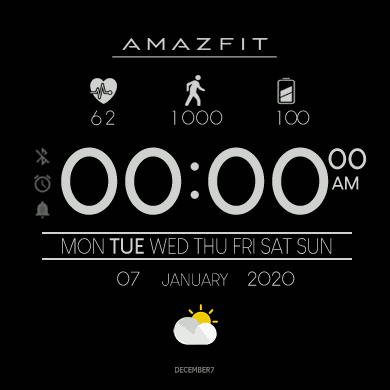 AMAZFIT
62 1000 100
00:00 00
AM
MON TUE WED THU FRI SAT SUN
07 JANUARY 2020
DECEMBER7